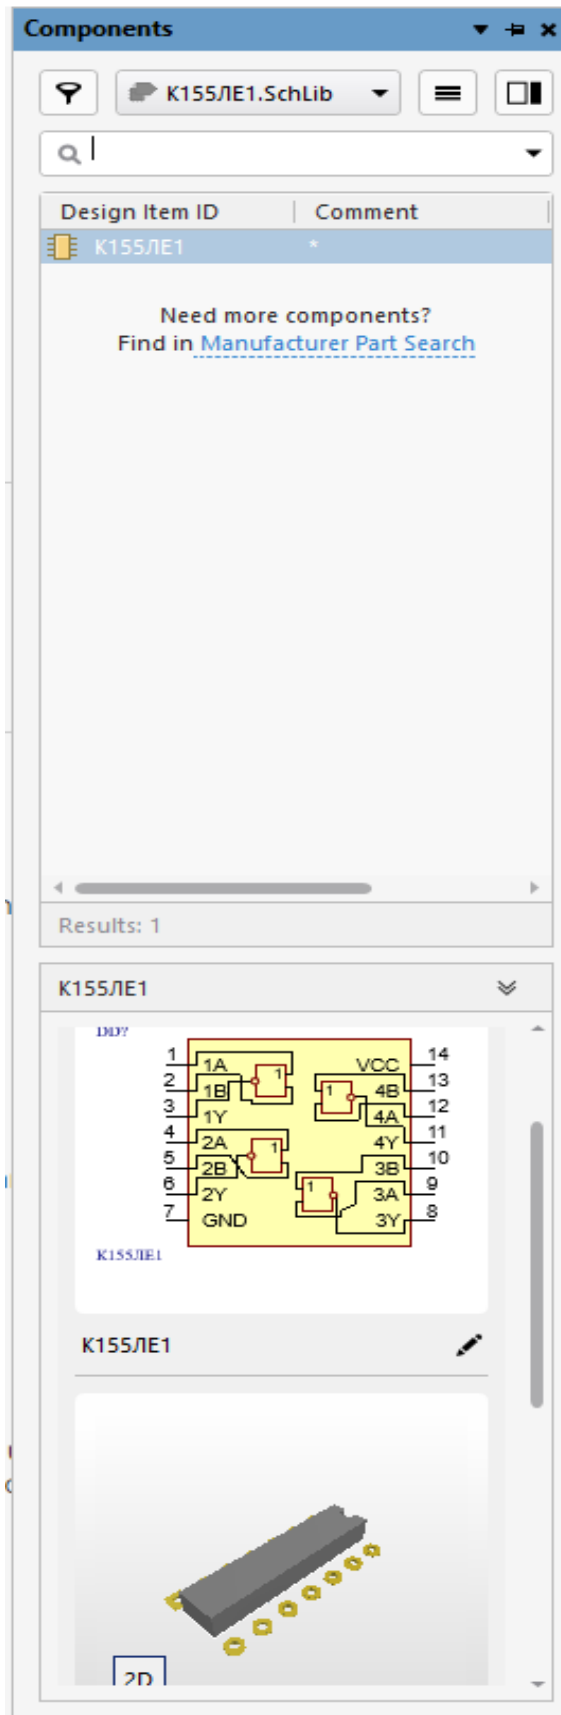 Components
К155ЛЕ1.SchLib
Design Item ID Comment
К155ЛЕ1 *
Need more components?
Find in Manufacturer Part Search
Results: 1
К155ЛЕ1
DD?
1 1A VCC 14
2 1B 1 1 4B 13
3 1Y 4A 12
4 2A 4Y 11
5 2B 1 3B 10
6 2Y 1 3A 9
7 GND 3Y 8
К155ЛЕ1
К155ЛЕ1
2D